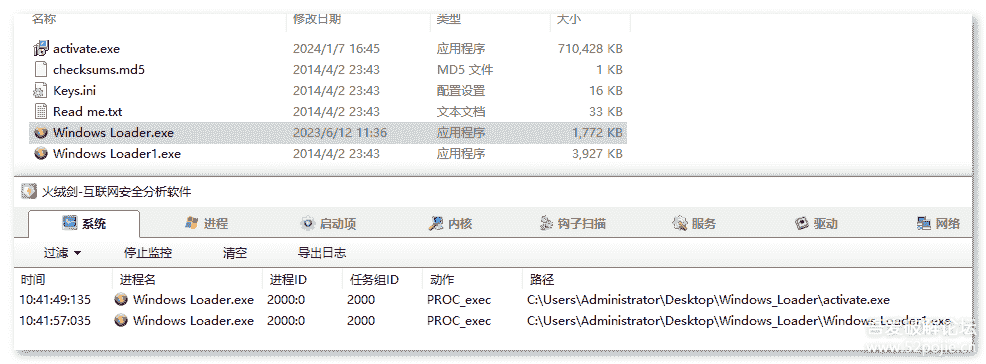 名称 修改日期 类型 大小
activate.exe 2024/1/7 16:45 应用程序 710,428 KB
checksums.md5 2014/4/2 23:43 MD5 文件 1 KB
Keys.ini 2014/4/2 23:43 配置设置 16 KB
Read me.txt 2014/4/2 23:43 文本文档 33 KB
Windows Loader.exe 2023/6/12 11:36 应用程序 1,772 KB
Windows Loader1.exe 2014/4/2 23:43 应用程序 3,927 KB
火绒剑-互联网安全分析软件
系统 进程 启动项 内核 钩子扫描 服务 驱动 网络
过滤 停止监控 清空 导出日志
时间 进程名 进程ID 任务组ID 动作 路径
10:41:49:135 Windows Loader.exe 2000:0 2000 PROC_exec C:\Users\Administrator\Desktop\Windows_Loader\activate.exe
10:41:57:035 Windows Loader.exe 2000:0 2000 PROC_exec C:\Users\Administrator\Desktop\Windows_Loader\Windows Loader1.exe
吾爱破解论坛
www.52pojie.cn